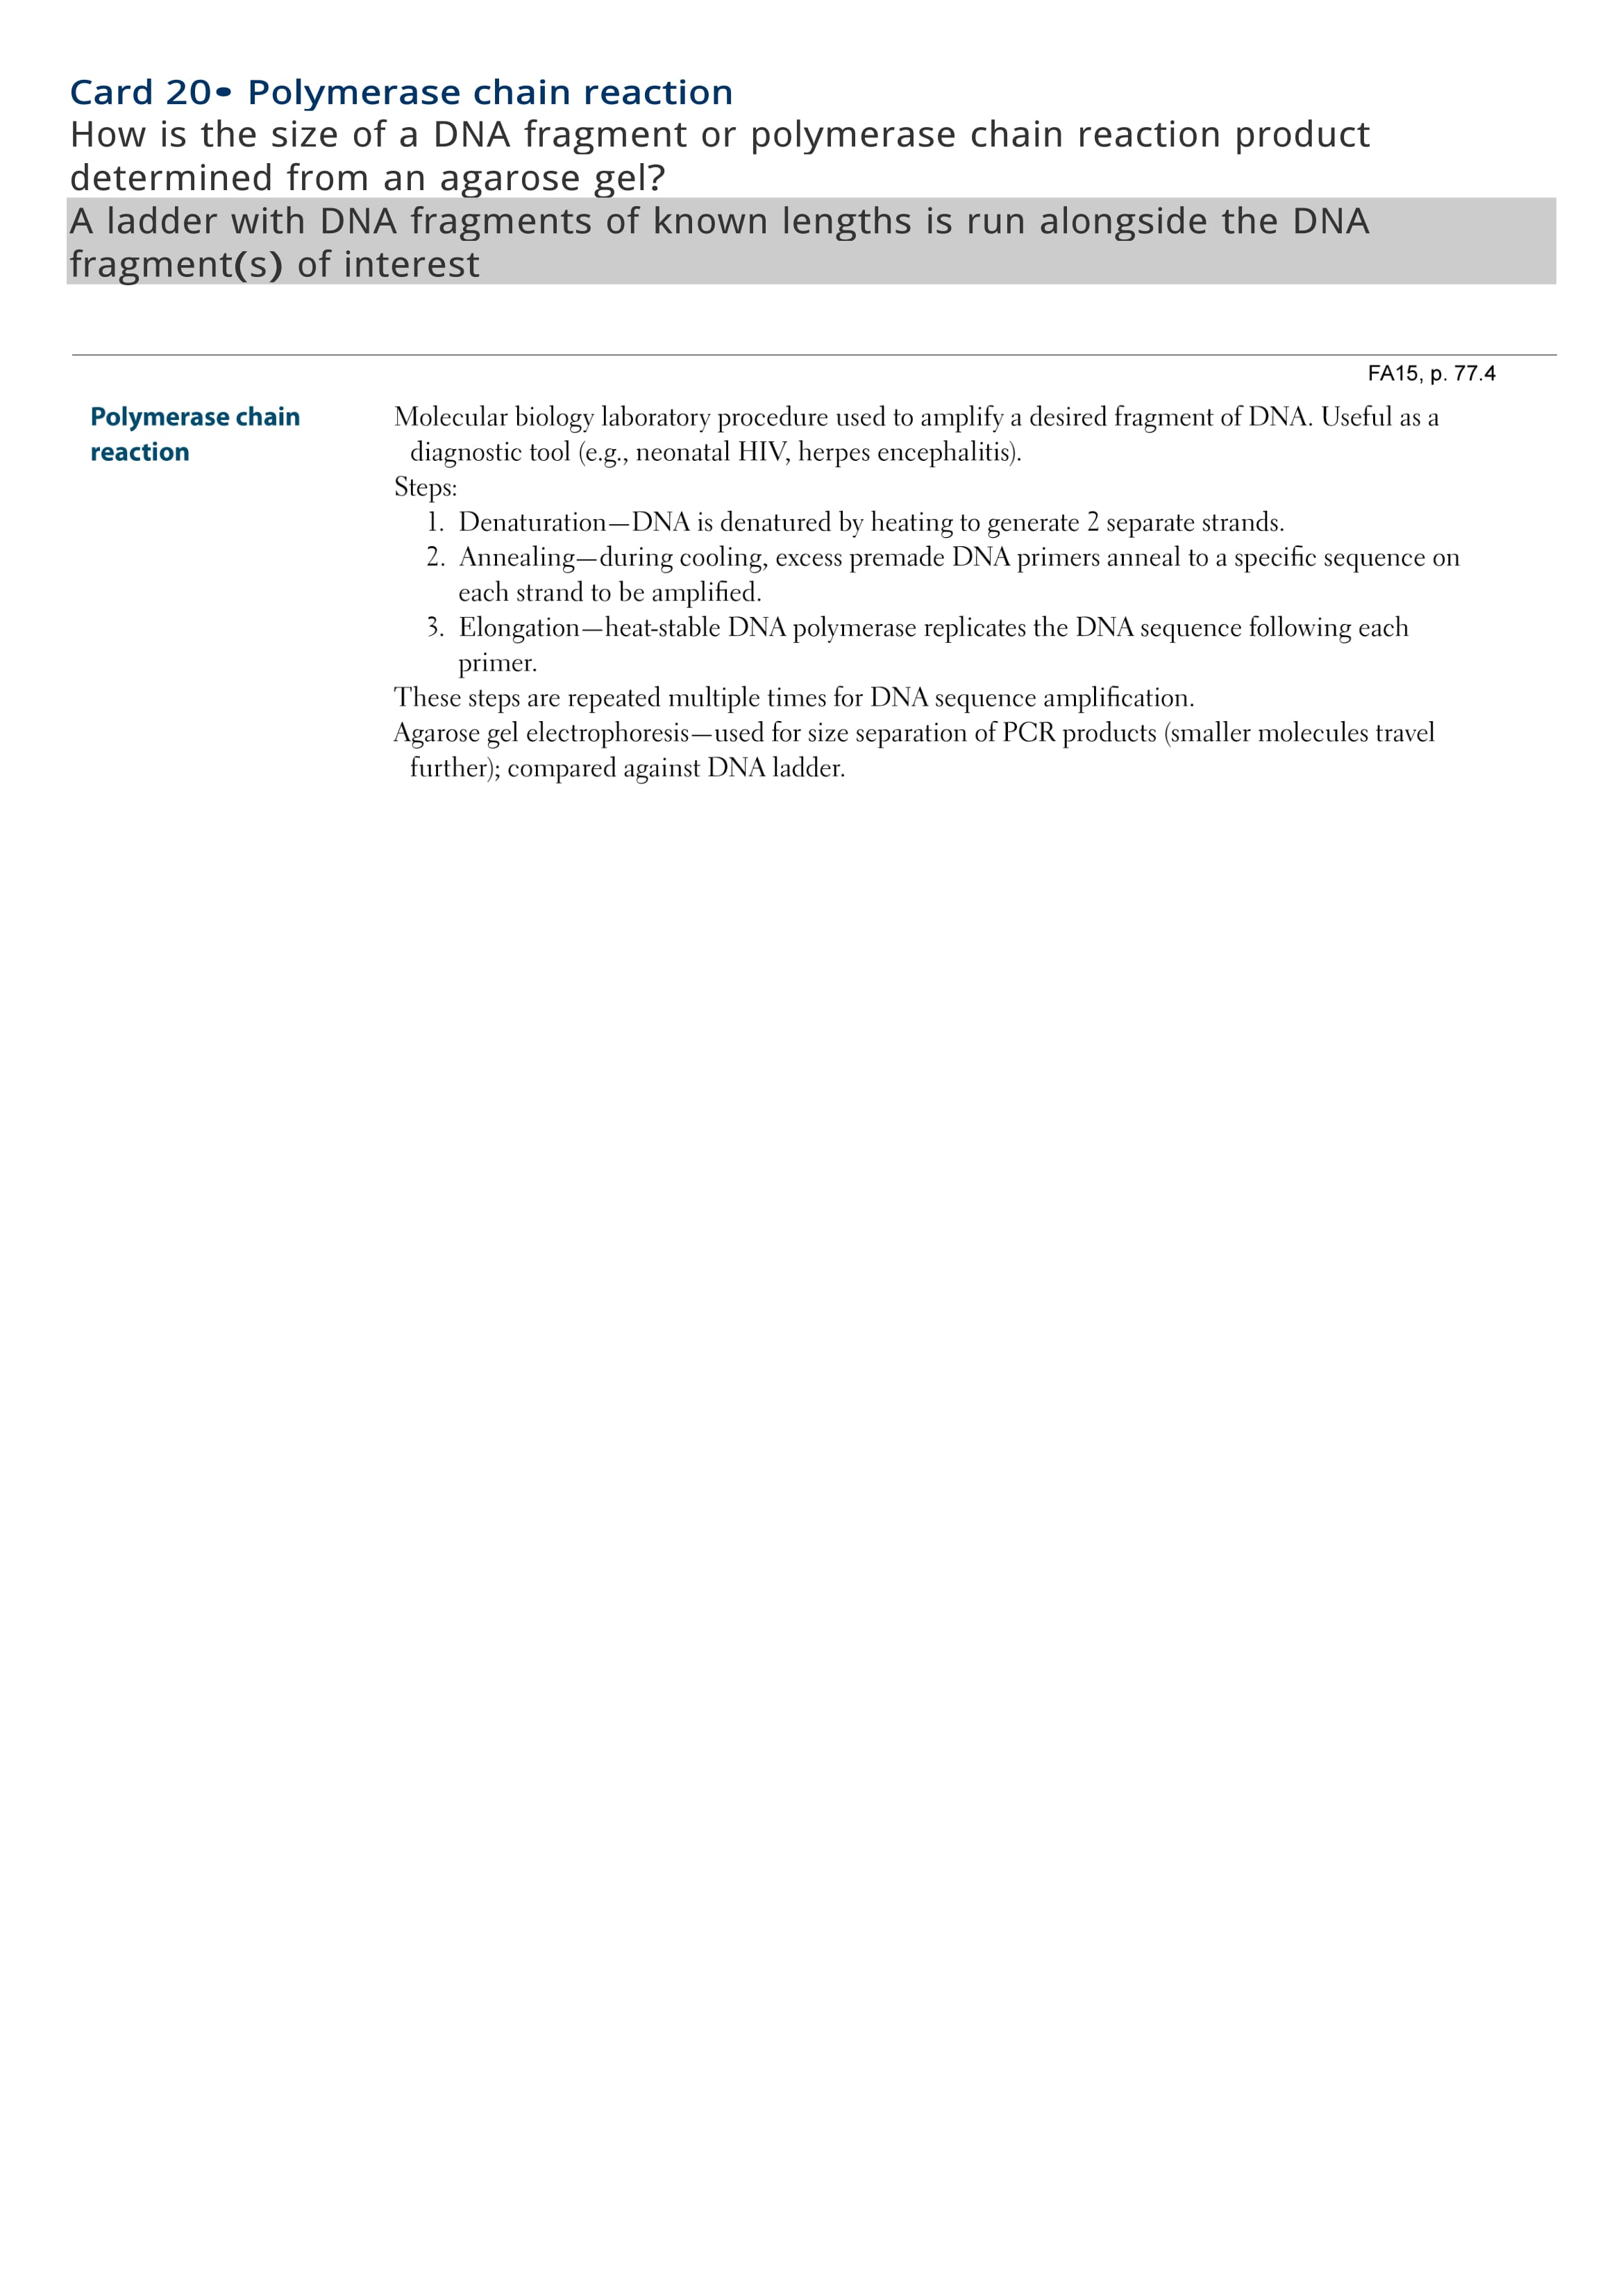 Card 20• Polymerase chain reaction
How is the size of a DNA fragment or polymerase chain reaction product
determined from an agarose gel?
A ladder with DNA fragments of known lengths is run alongside the DNA
fragment(s) of interest
FA15, p. 77.4
Polymerase chain
reaction
Molecular biology laboratory procedure used to amplify a desired fragment of DNA. Useful as a
diagnostic tool (e.g., neonatal HIV, herpes encephalitis).
Steps:
1. Denaturation—DNA is denatured by heating to generate 2 separate strands.
2. Annealing—during cooling, excess premade DNA primers anneal to a specific sequence on
each strand to be amplified.
3. Elongation—heat-stable DNA polymerase replicates the DNA sequence following each
primer.
These steps are repeated multiple times for DNA sequence amplification.
Agarose gel electrophoresis—used for size separation of PCR products (smaller molecules travel
further); compared against DNA ladder.